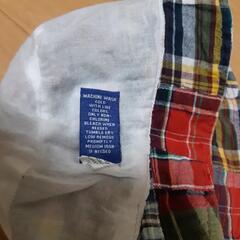 MACHINE WASH
COLD
WITH LIKE
COLORS.
ONLY NON-
CHLORINE
BLEACH WHEN
NEEDED
TUMBLE DRY
LOW REMOVE
PROMPTLY
MEDIUM IRON
IF NEEDED